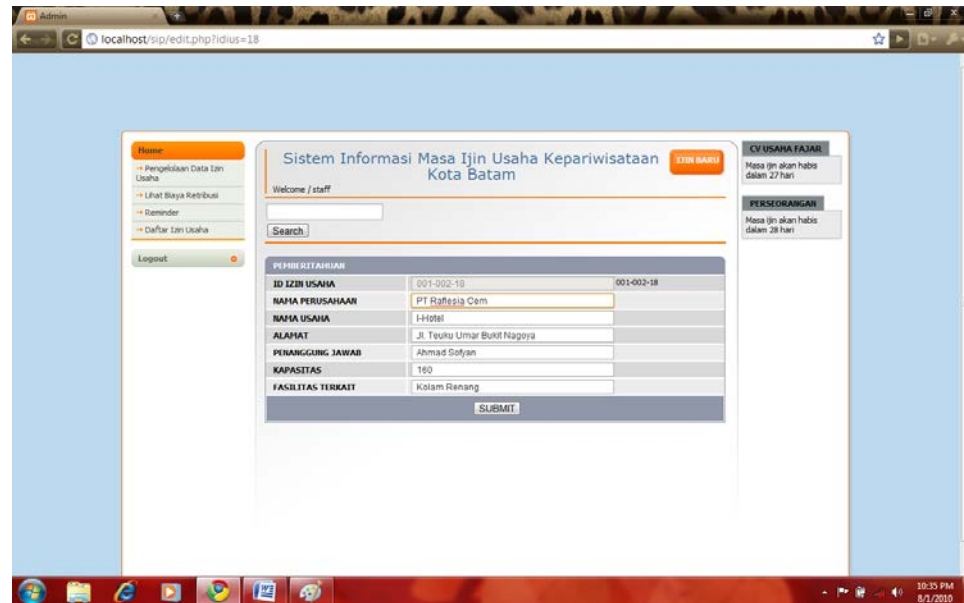 Admin
localhost/sip/edit.php?idius=18
Home
Pengelolaan Data Izin
Usaha
Lihat Biaya Retribusi
Reminder
Daftar Izin Usaha
Logout
Sistem Informasi Masa Ijin Usaha Kepariwisataan
Kota Batam
IJIN BARU
Welcome / staff
Search
PEMBERITAHUAN
ID IZIN USAHA 001-002-18 001-002-18
NAMA PERUSAHAAN PT Raflesia Cem
NAMA USAHA I-Hotel
ALAMAT Jl. Teuku Umar Bukit Nagoya
PENANGGUNG JAWAB Ahmad Sofyan
KAPASITAS 160
FASILITAS TERKAIT Kolam Renang
SUBMIT
CV USAHA FAJAR
Masa ijin akan habis
dalam 27 hari
PERSEORANGAN
Masa ijin akan habis
dalam 28 hari
10:35 PM
8/1/2010